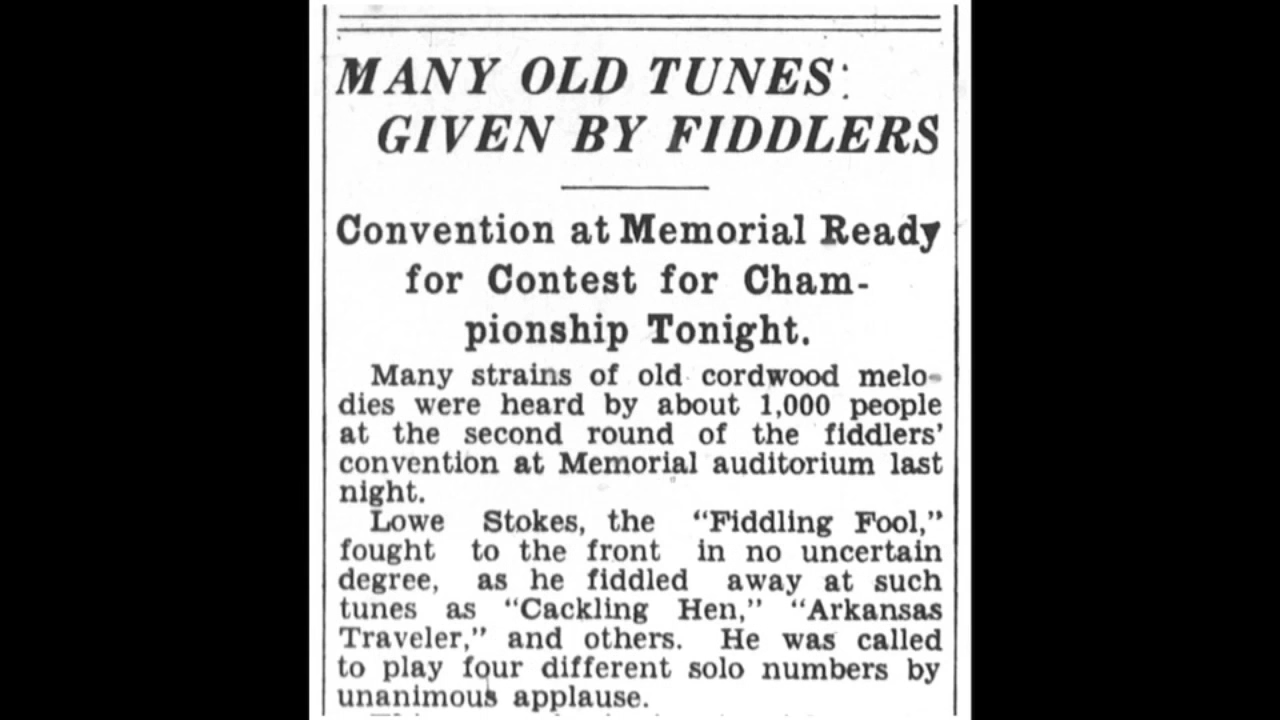 MANY OLD TUNES
GIVEN BY FIDDLERS
Convention at Memorial Ready
for Contest for Cham-
pionship Tonight.
Many strains of old cordwood melo-
dies were heard by about 1,000 people
at the second round of the fiddlers'
convention at Memorial auditorium last
night.
Lowe Stokes, the "Fiddling Fool,"
fought to the front in no uncertain
degree, as he fiddled away at such
tunes as "Cackling Hen," "Arkansas
Traveler," and others. He was called
to play four different solo numbers by
unanimous applause.